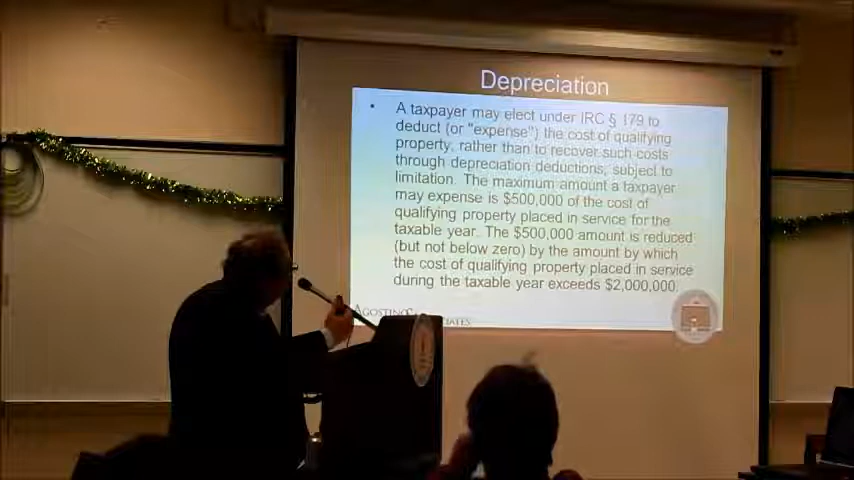 Depreciation
• A taxpayer may elect under IRC § 179 to
deduct (or "expense") the cost of qualifying
property, rather than to recover such costs
through depreciation deductions, subject to
limitation. The maximum amount a taxpayer
may expense is $500,000 of the cost of
qualifying property placed in service for the
taxable year. The $500,000 amount is reduced
(but not below zero) by the amount by which
the cost of qualifying property placed in service
during the taxable year exceeds $2,000,000.
AGOSTINO